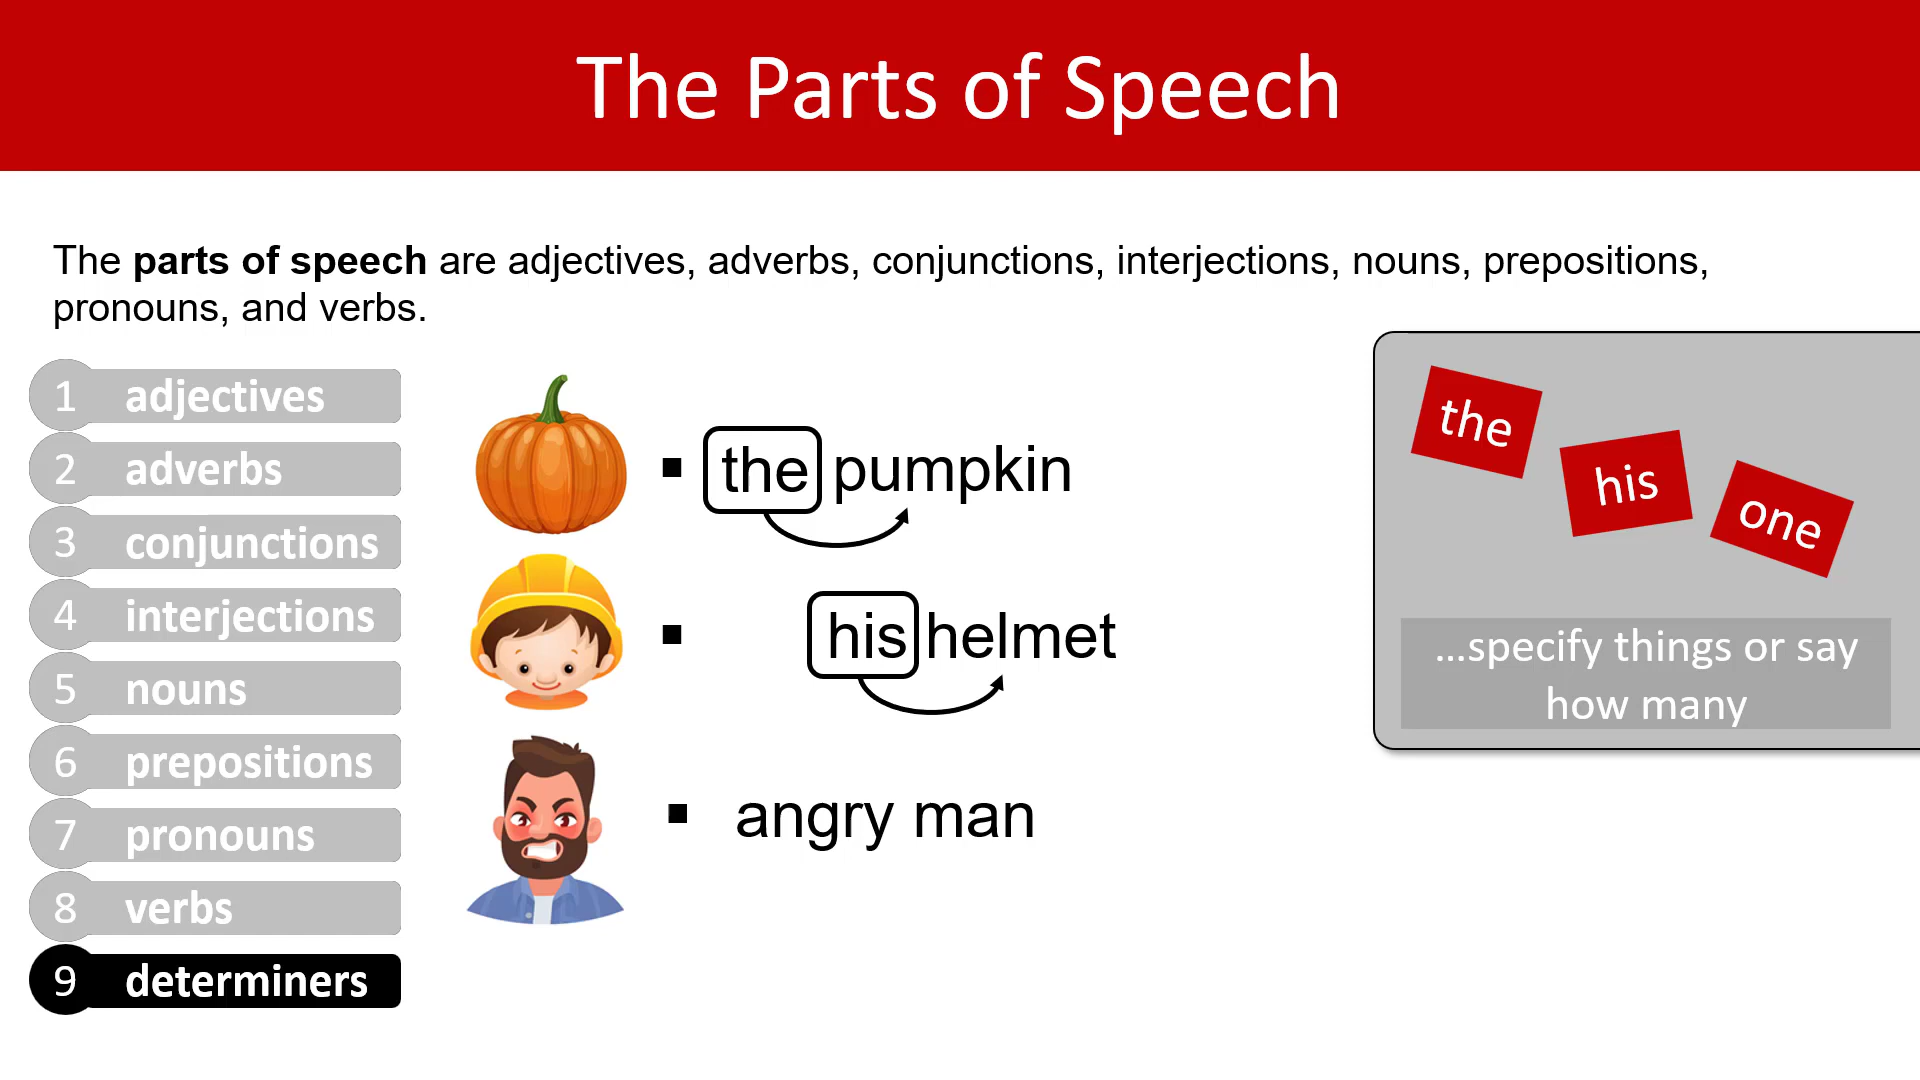 The Parts of Speech
The parts of speech are adjectives, adverbs, conjunctions, interjections, nouns, prepositions,
pronouns, and verbs.
1 adjectives
2 adverbs
3 conjunctions
4 interjections
5 nouns
6 prepositions
7 pronouns
8 verbs
9 determiners
▪ the pumpkin
▪ his helmet
▪ angry man
the
his
one
...specify things or say
how many